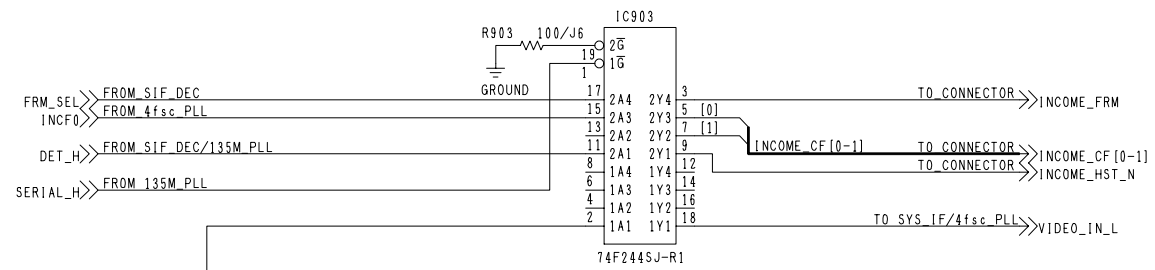 IC903
R903 100/J6
2G
19
1G
1
GROUND
FRM_SEL FROM_SIF_DEC 17 2A4 2Y4 3 TO_CONNECTOR INCOME_FRM
INCF0 FROM_4fsc_PLL 15 2A3 2Y3 5 [0]
13 2A2 2Y2 7 [1]
DET_H FROM_SIF_DEC/135M_PLL 11 2A1 2Y1 9 INCOME_CF[0-1] TO_CONNECTOR INCOME_CF[0-1]
8 1A4 1Y4 12 TO_CONNECTOR INCOME_HST_N
SERIAL_H FROM 135M_PLL 6 1A3 1Y3 14
4 1A2 1Y2 16
2 1A1 1Y1 18 TO SYS_IF/4fsc_PLL VIDEO_IN_L
74F244SJ-R1